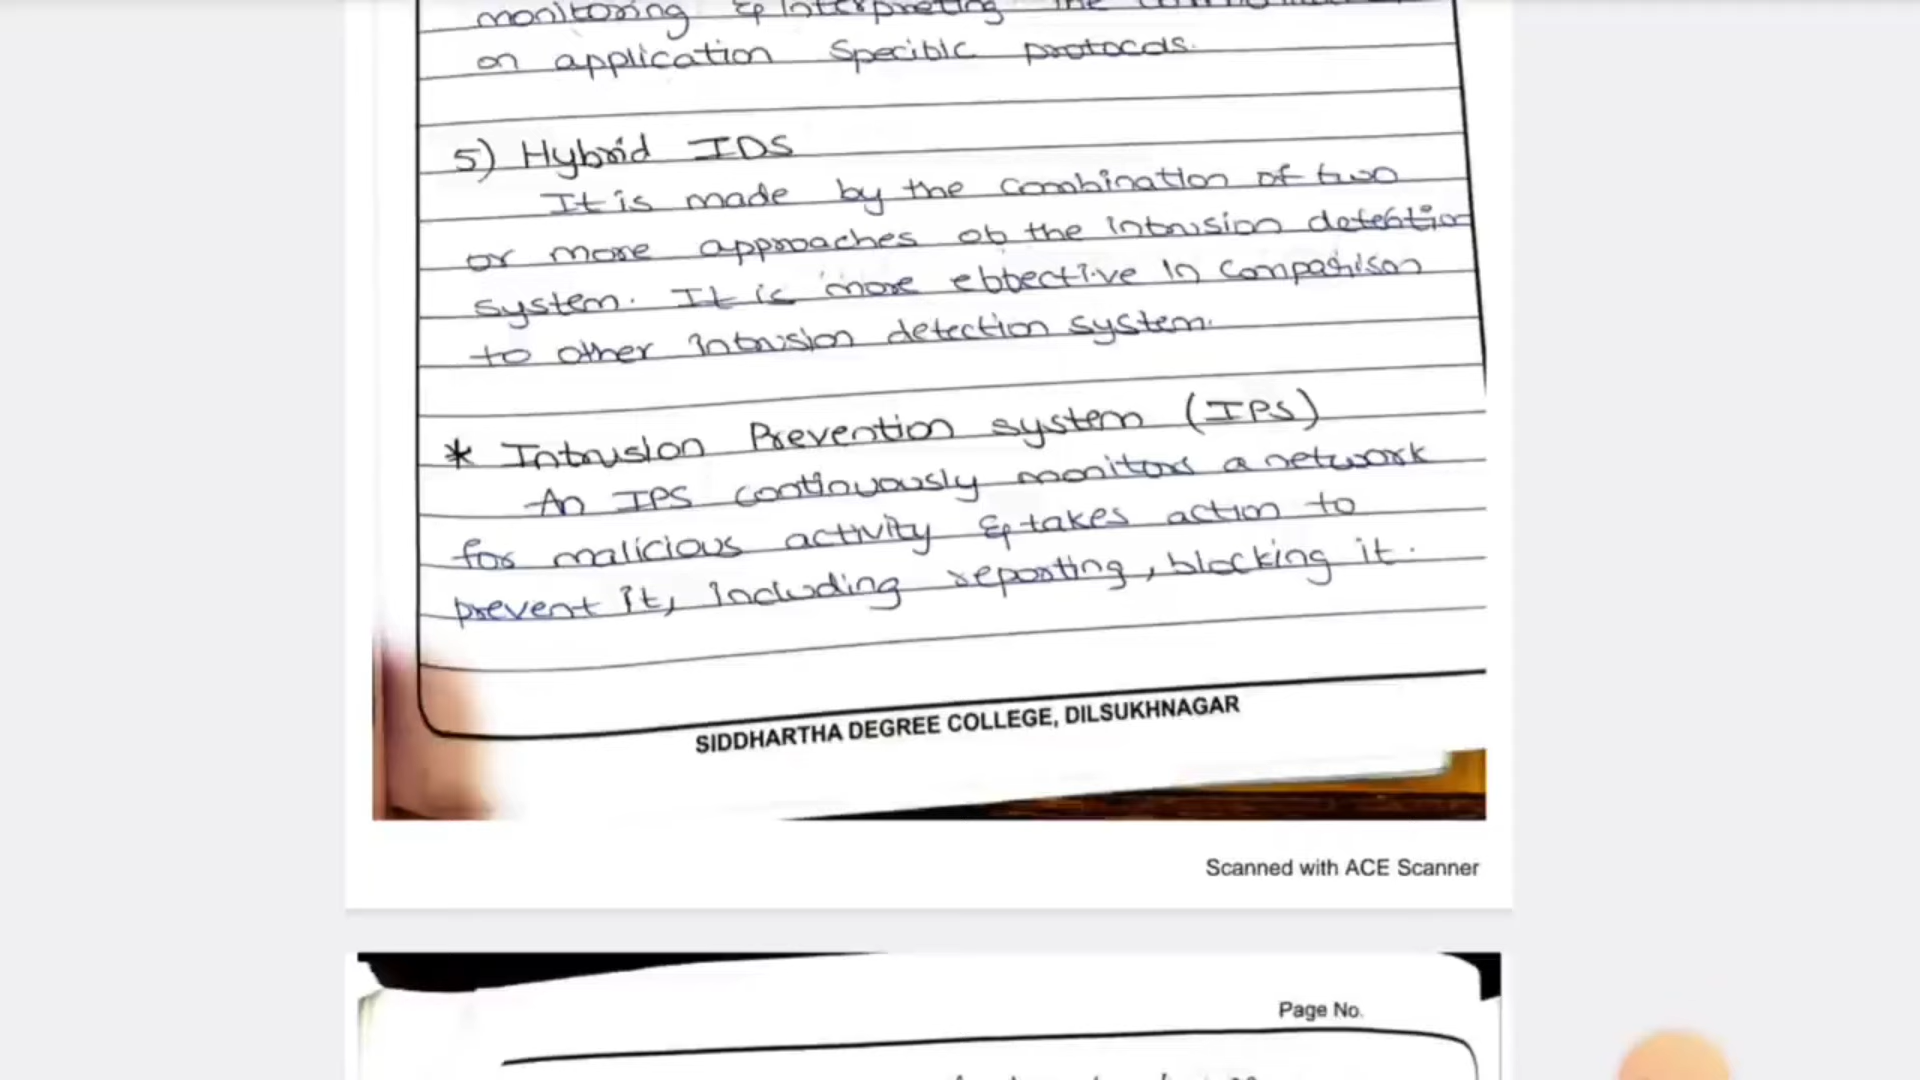 monitoring & interpreting the
on application specific protocols.
5) Hybrid IDS
It is made by the combination of two
or more approaches of the intrusion detection
system. It is more effective in comparison
to other intrusion detection system.
* Intrusion Prevention system (IPS)
An IPS continuously monitors a network
for malicious activity & takes action to
prevent it, including reporting, blocking it.
SIDDHARTHA DEGREE COLLEGE, DILSUKHNAGAR
Scanned with ACE Scanner
Page No.